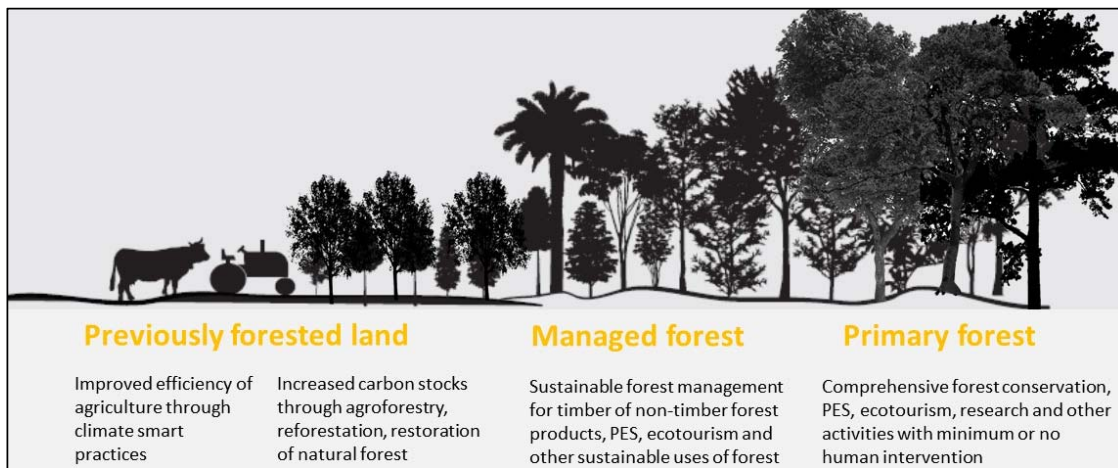 Previously forested land
Improved efficiency of
agriculture through
climate smart
practices
Increased carbon stocks
through agroforestry,
reforestation, restoration
of natural forest
Managed forest
Sustainable forest management
for timber of non-timber forest
products, PES, ecotourism and
other sustainable uses of forest
Primary forest
Comprehensive forest conservation,
PES, ecotourism, research and other
activities with minimum or no
human intervention